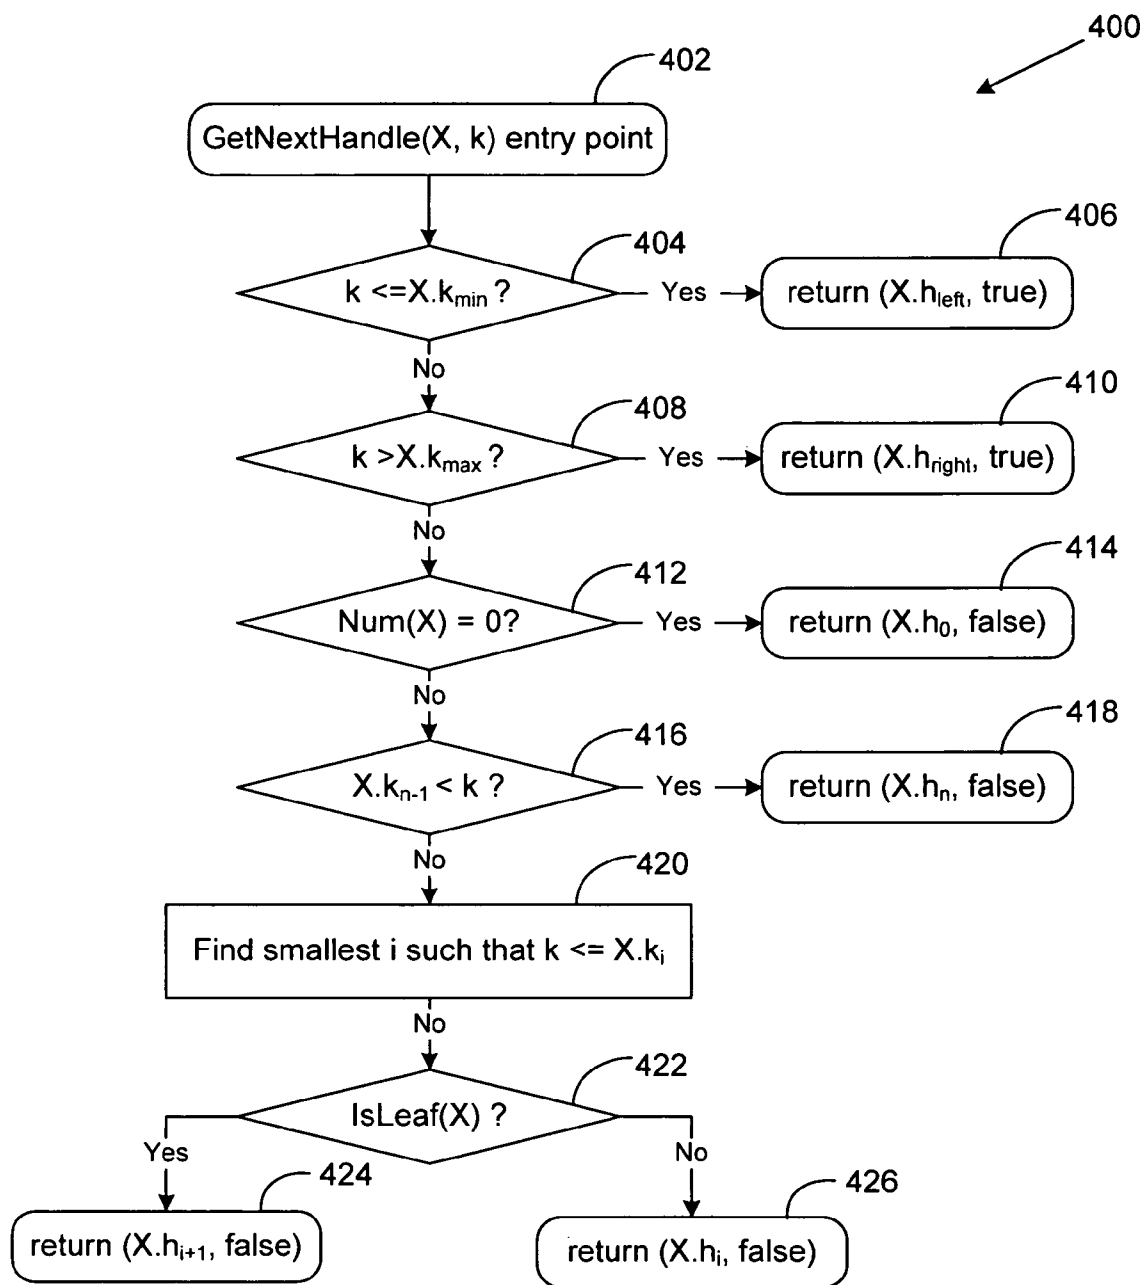 400
402
GetNextHandle(X, k) entry point
404
k <=X.kmin ?
Yes
406
return (X.hleft, true)
No
408
k >X.kmax ?
Yes
410
return (X.hright, true)
No
412
Num(X) = 0?
Yes
414
return (X.h0, false)
No
416
X.kn-1 < k ?
Yes
418
return (X.hn, false)
No
420
Find smallest i such that k <= X.ki
No
422
IsLeaf(X) ?
Yes
No
424
return (X.hi+1, false)
426
return (X.hi, false)